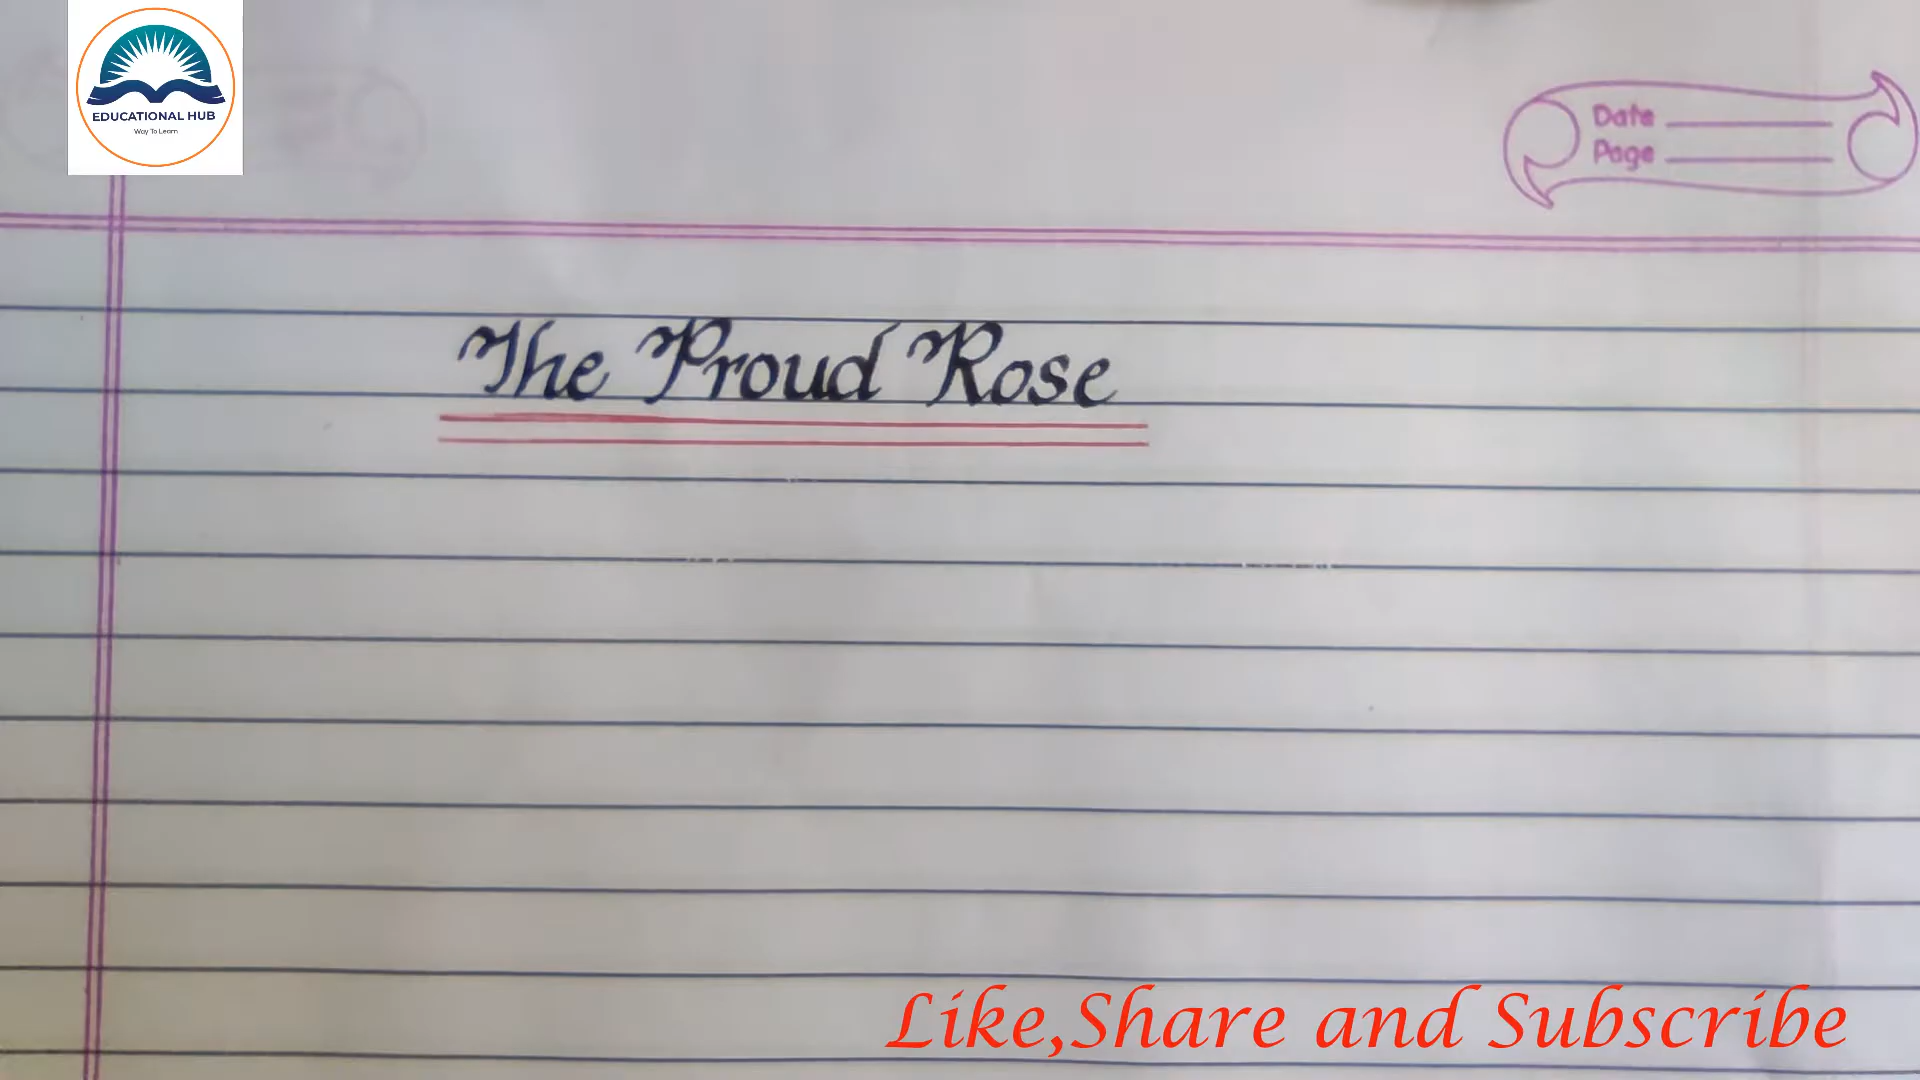 EDUCATIONAL HUB
Way To Learn
Date
Page
The Proud Rose
Like,Share and Subscribe